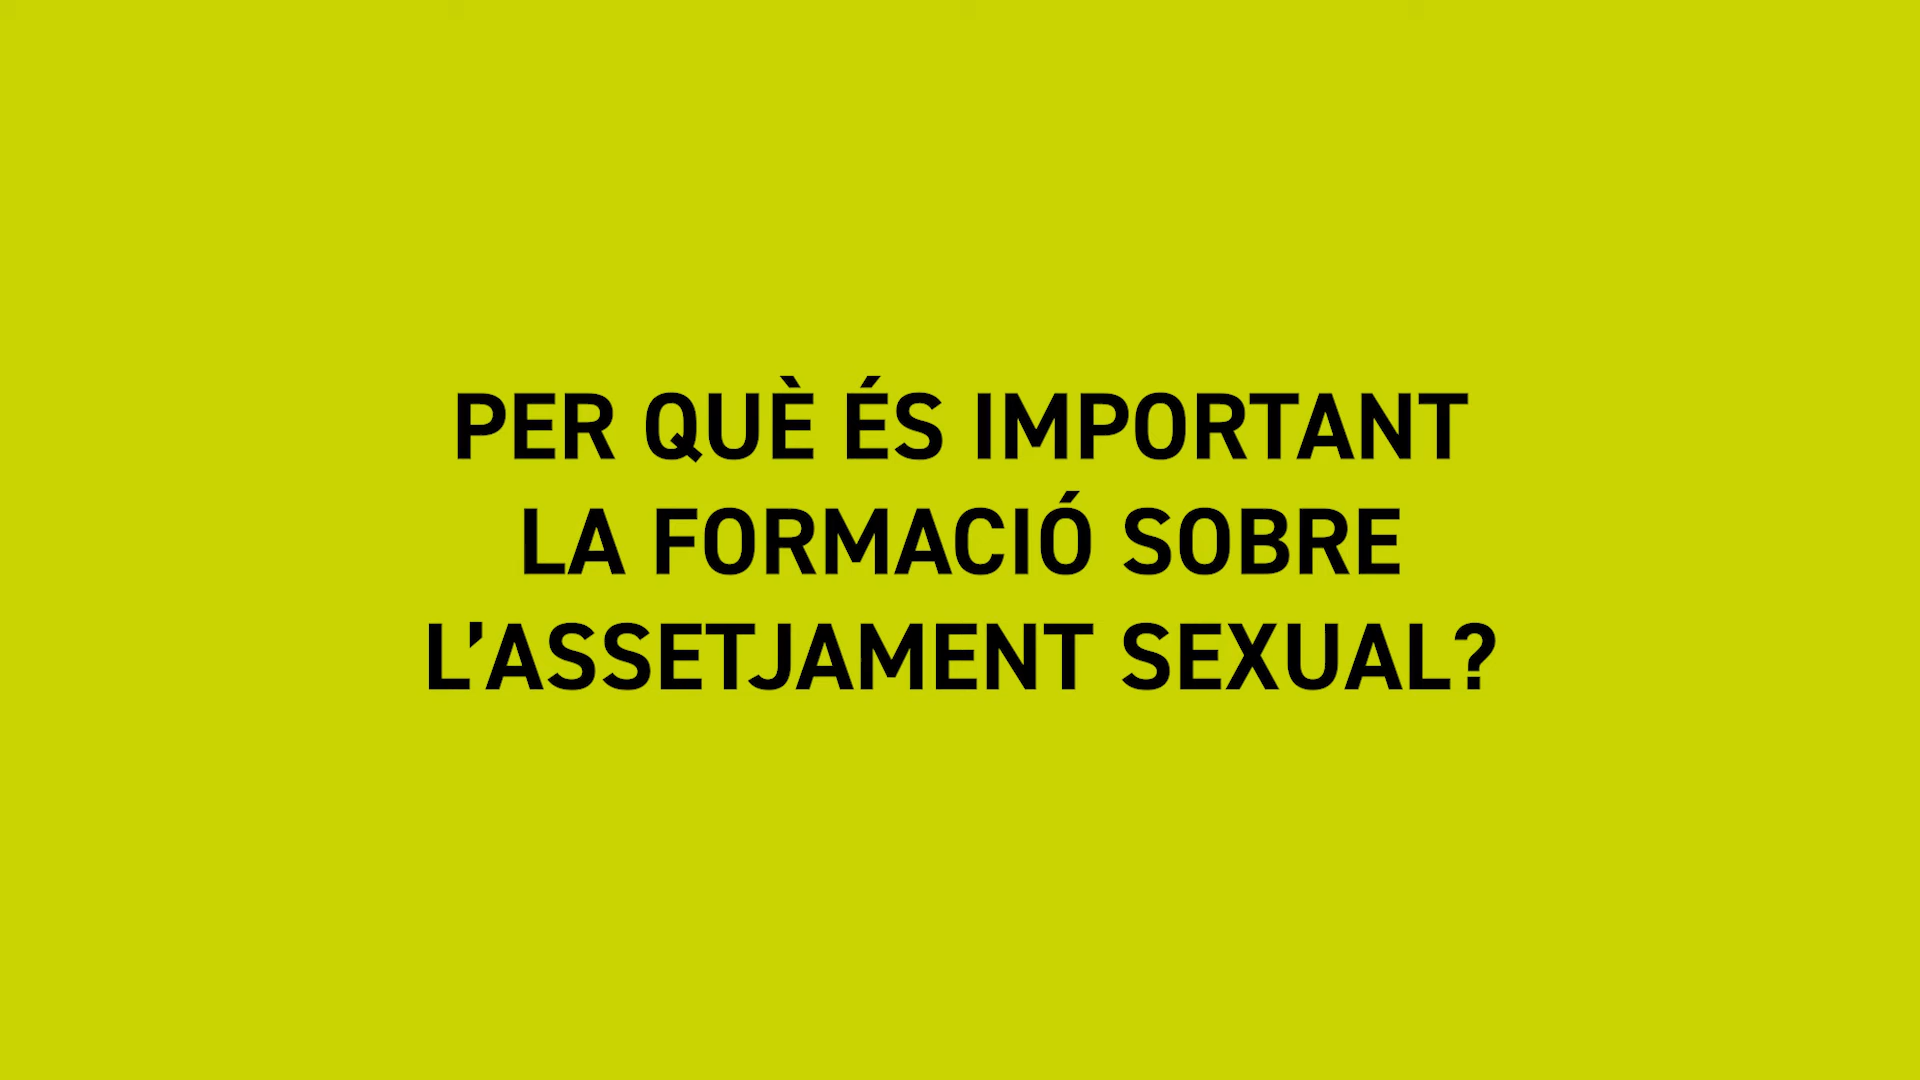 PER QUÈ ÉS IMPORTANT
LA FORMACIÓ SOBRE
L’ASSETJAMENT SEXUAL?